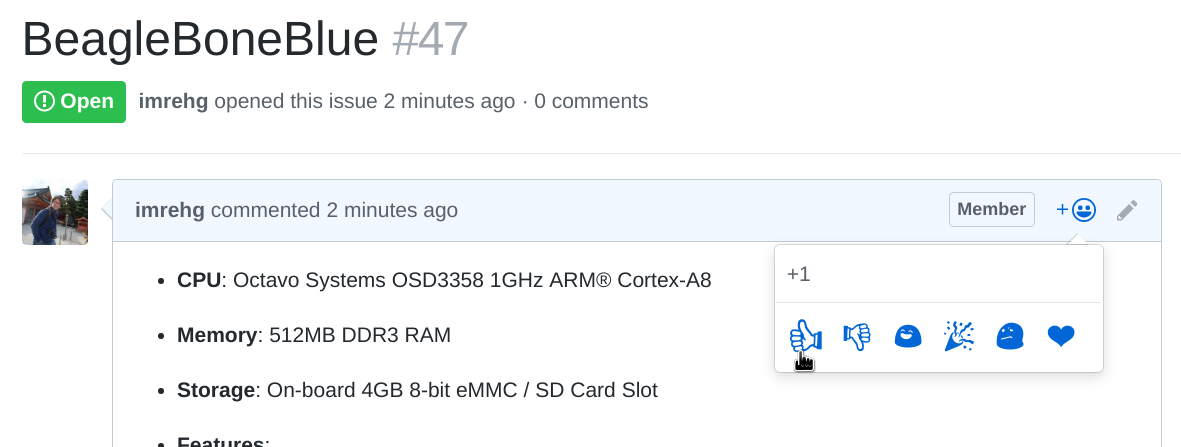 BeagleBoneBlue #47
Open imrehg opened this issue 2 minutes ago · 0 comments
imrehg commented 2 minutes ago Member +
+1
• CPU: Octavo Systems OSD3358 1GHz ARM® Cortex-A8
• Memory: 512MB DDR3 RAM
• Storage: On-board 4GB 8-bit eMMC / SD Card Slot
• Features: